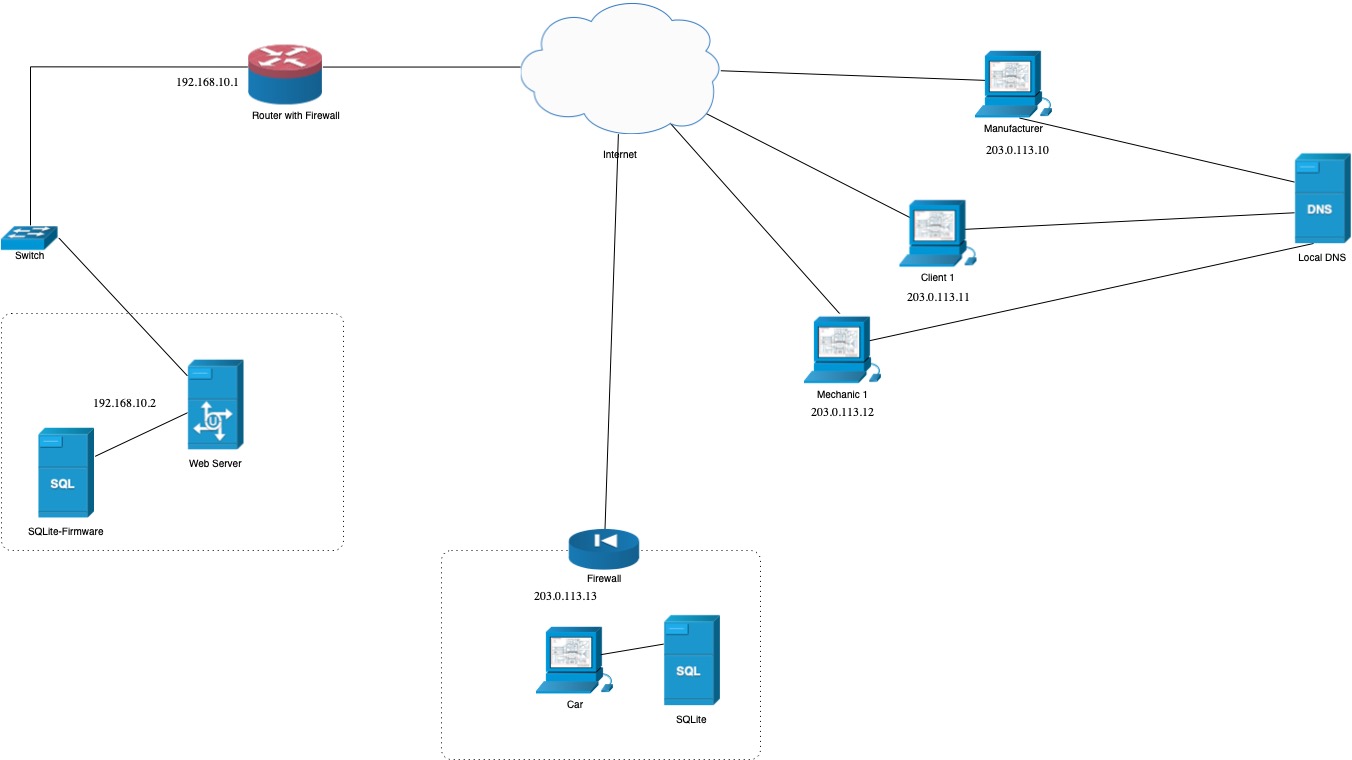 192.168.10.1
Router with Firewall
Internet
Manufacturer
203.0.113.10
DNS
Local DNS
Switch
Client 1
203.0.113.11
Mechanic 1
203.0.113.12
192.168.10.2
U
Web Server
SQL
SQLite-Firmware
Firewall
203.0.113.13
Car
SQL
SQLite